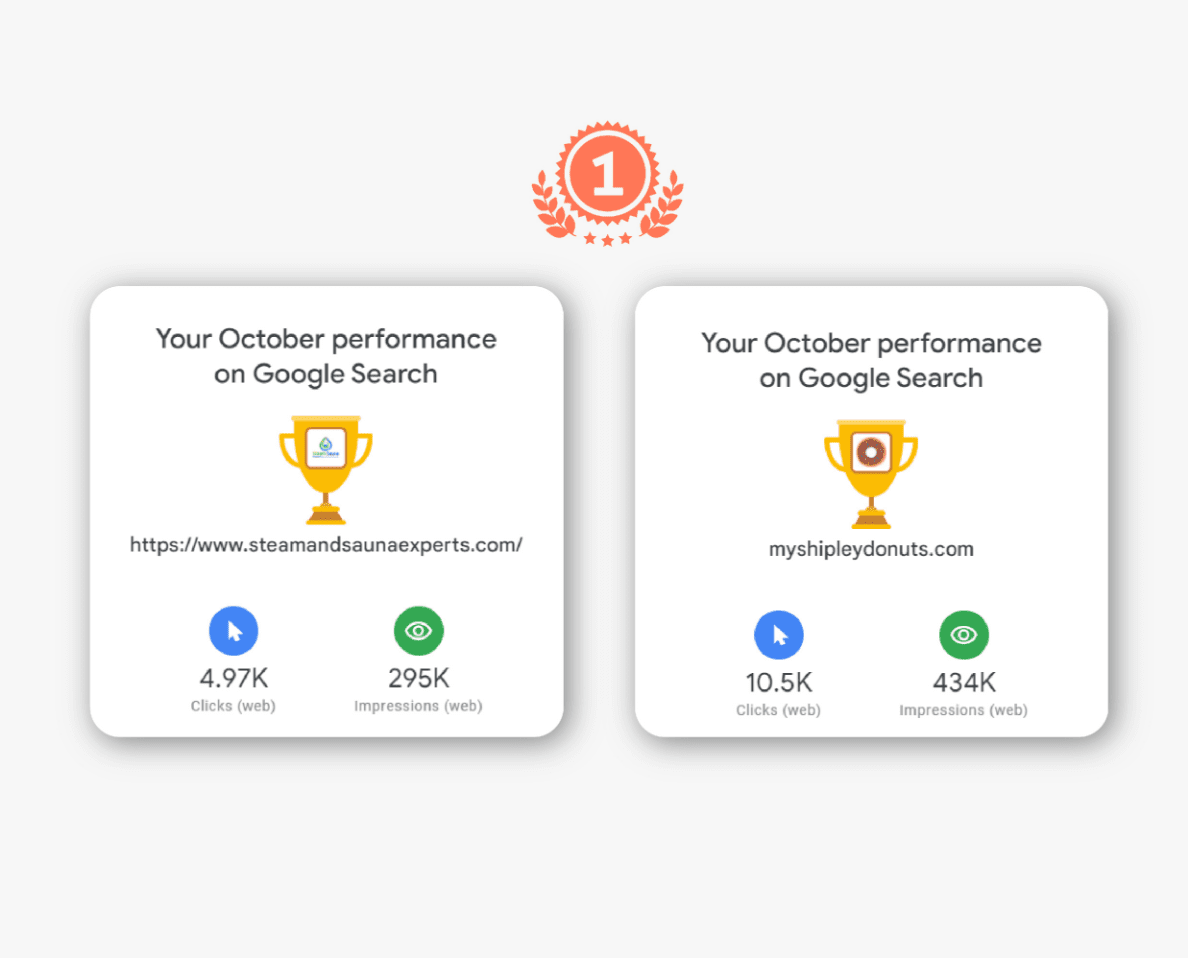 1
Your October performance
on Google Search
https://www.steamandsaunaexperts.com/
4.97K
295K
Clicks (web)
Impressions (web)
Your October performance
on Google Search
myshipleydonuts.com
10.5K
434K
Clicks (web)
Impressions (web)